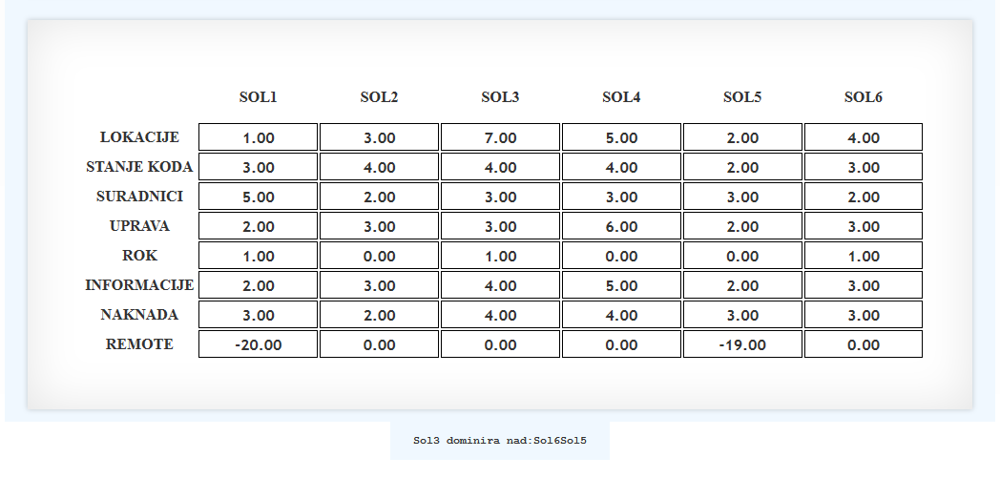 SOL1 SOL2 SOL3 SOL4 SOL5 SOL6
LOKACIJE 1.00 3.00 7.00 5.00 2.00 4.00
STANJE KODA 3.00 4.00 4.00 4.00 2.00 3.00
SURADNICI 5.00 2.00 3.00 3.00 3.00 2.00
UPRAVA 2.00 3.00 3.00 6.00 2.00 3.00
ROK 1.00 0.00 1.00 0.00 0.00 1.00
INFORMACIJE 2.00 3.00 4.00 5.00 2.00 3.00
NAKNADA 3.00 2.00 4.00 4.00 3.00 3.00
REMOTE -20.00 0.00 0.00 0.00 -19.00 0.00
Sol3 dominira nad:Sol6Sol5